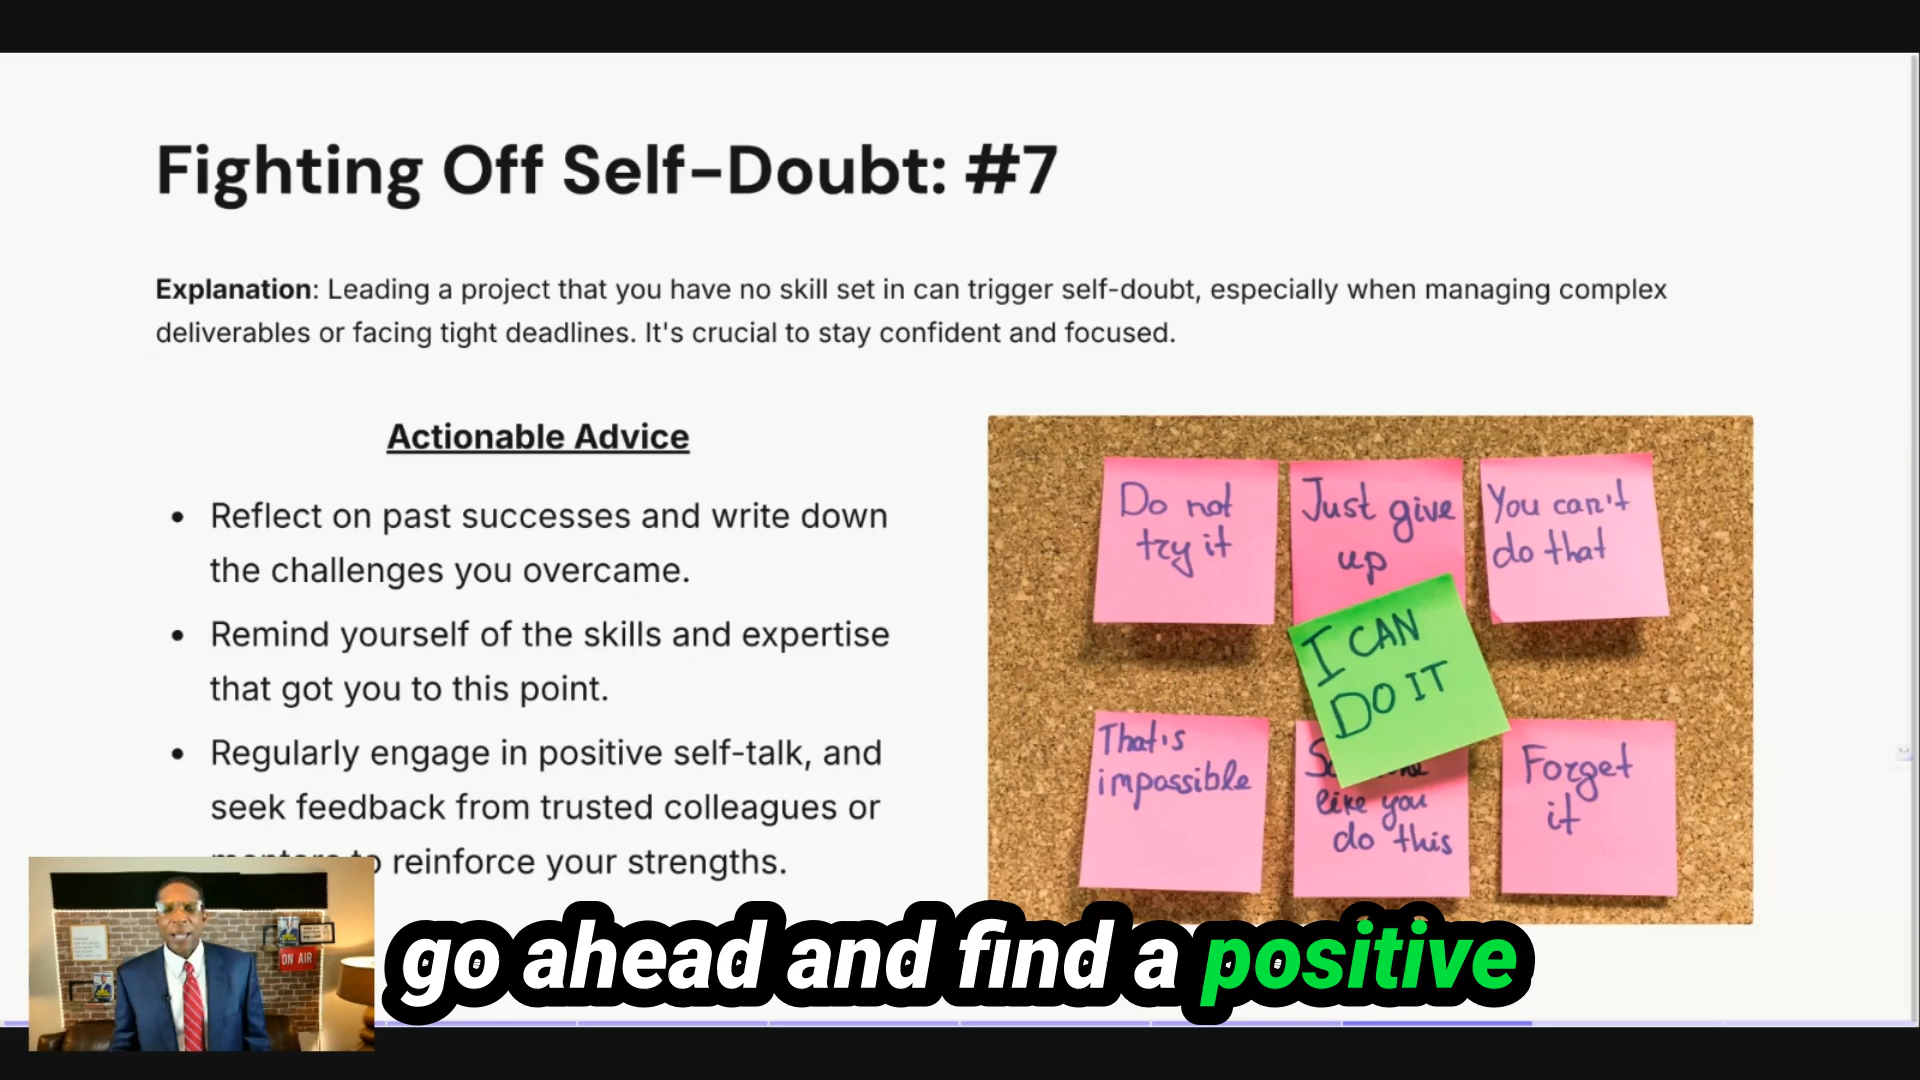 Fighting Off Self-Doubt: #7
Explanation: Leading a project that you have no skill set in can trigger self-doubt, especially when managing complex
deliverables or facing tight deadlines. It's crucial to stay confident and focused.
Actionable Advice
• Reflect on past successes and write down
the challenges you overcame.
• Remind yourself of the skills and expertise
that got you to this point.
• Regularly engage in positive self-talk, and
seek feedback from trusted colleagues or
reinforce your strengths.
Do not
try it
Just give
up
You can't
do that
I CAN
DO IT
That's
impossible
like you
do this
Forget
it
ON AIR
go ahead and find a positive